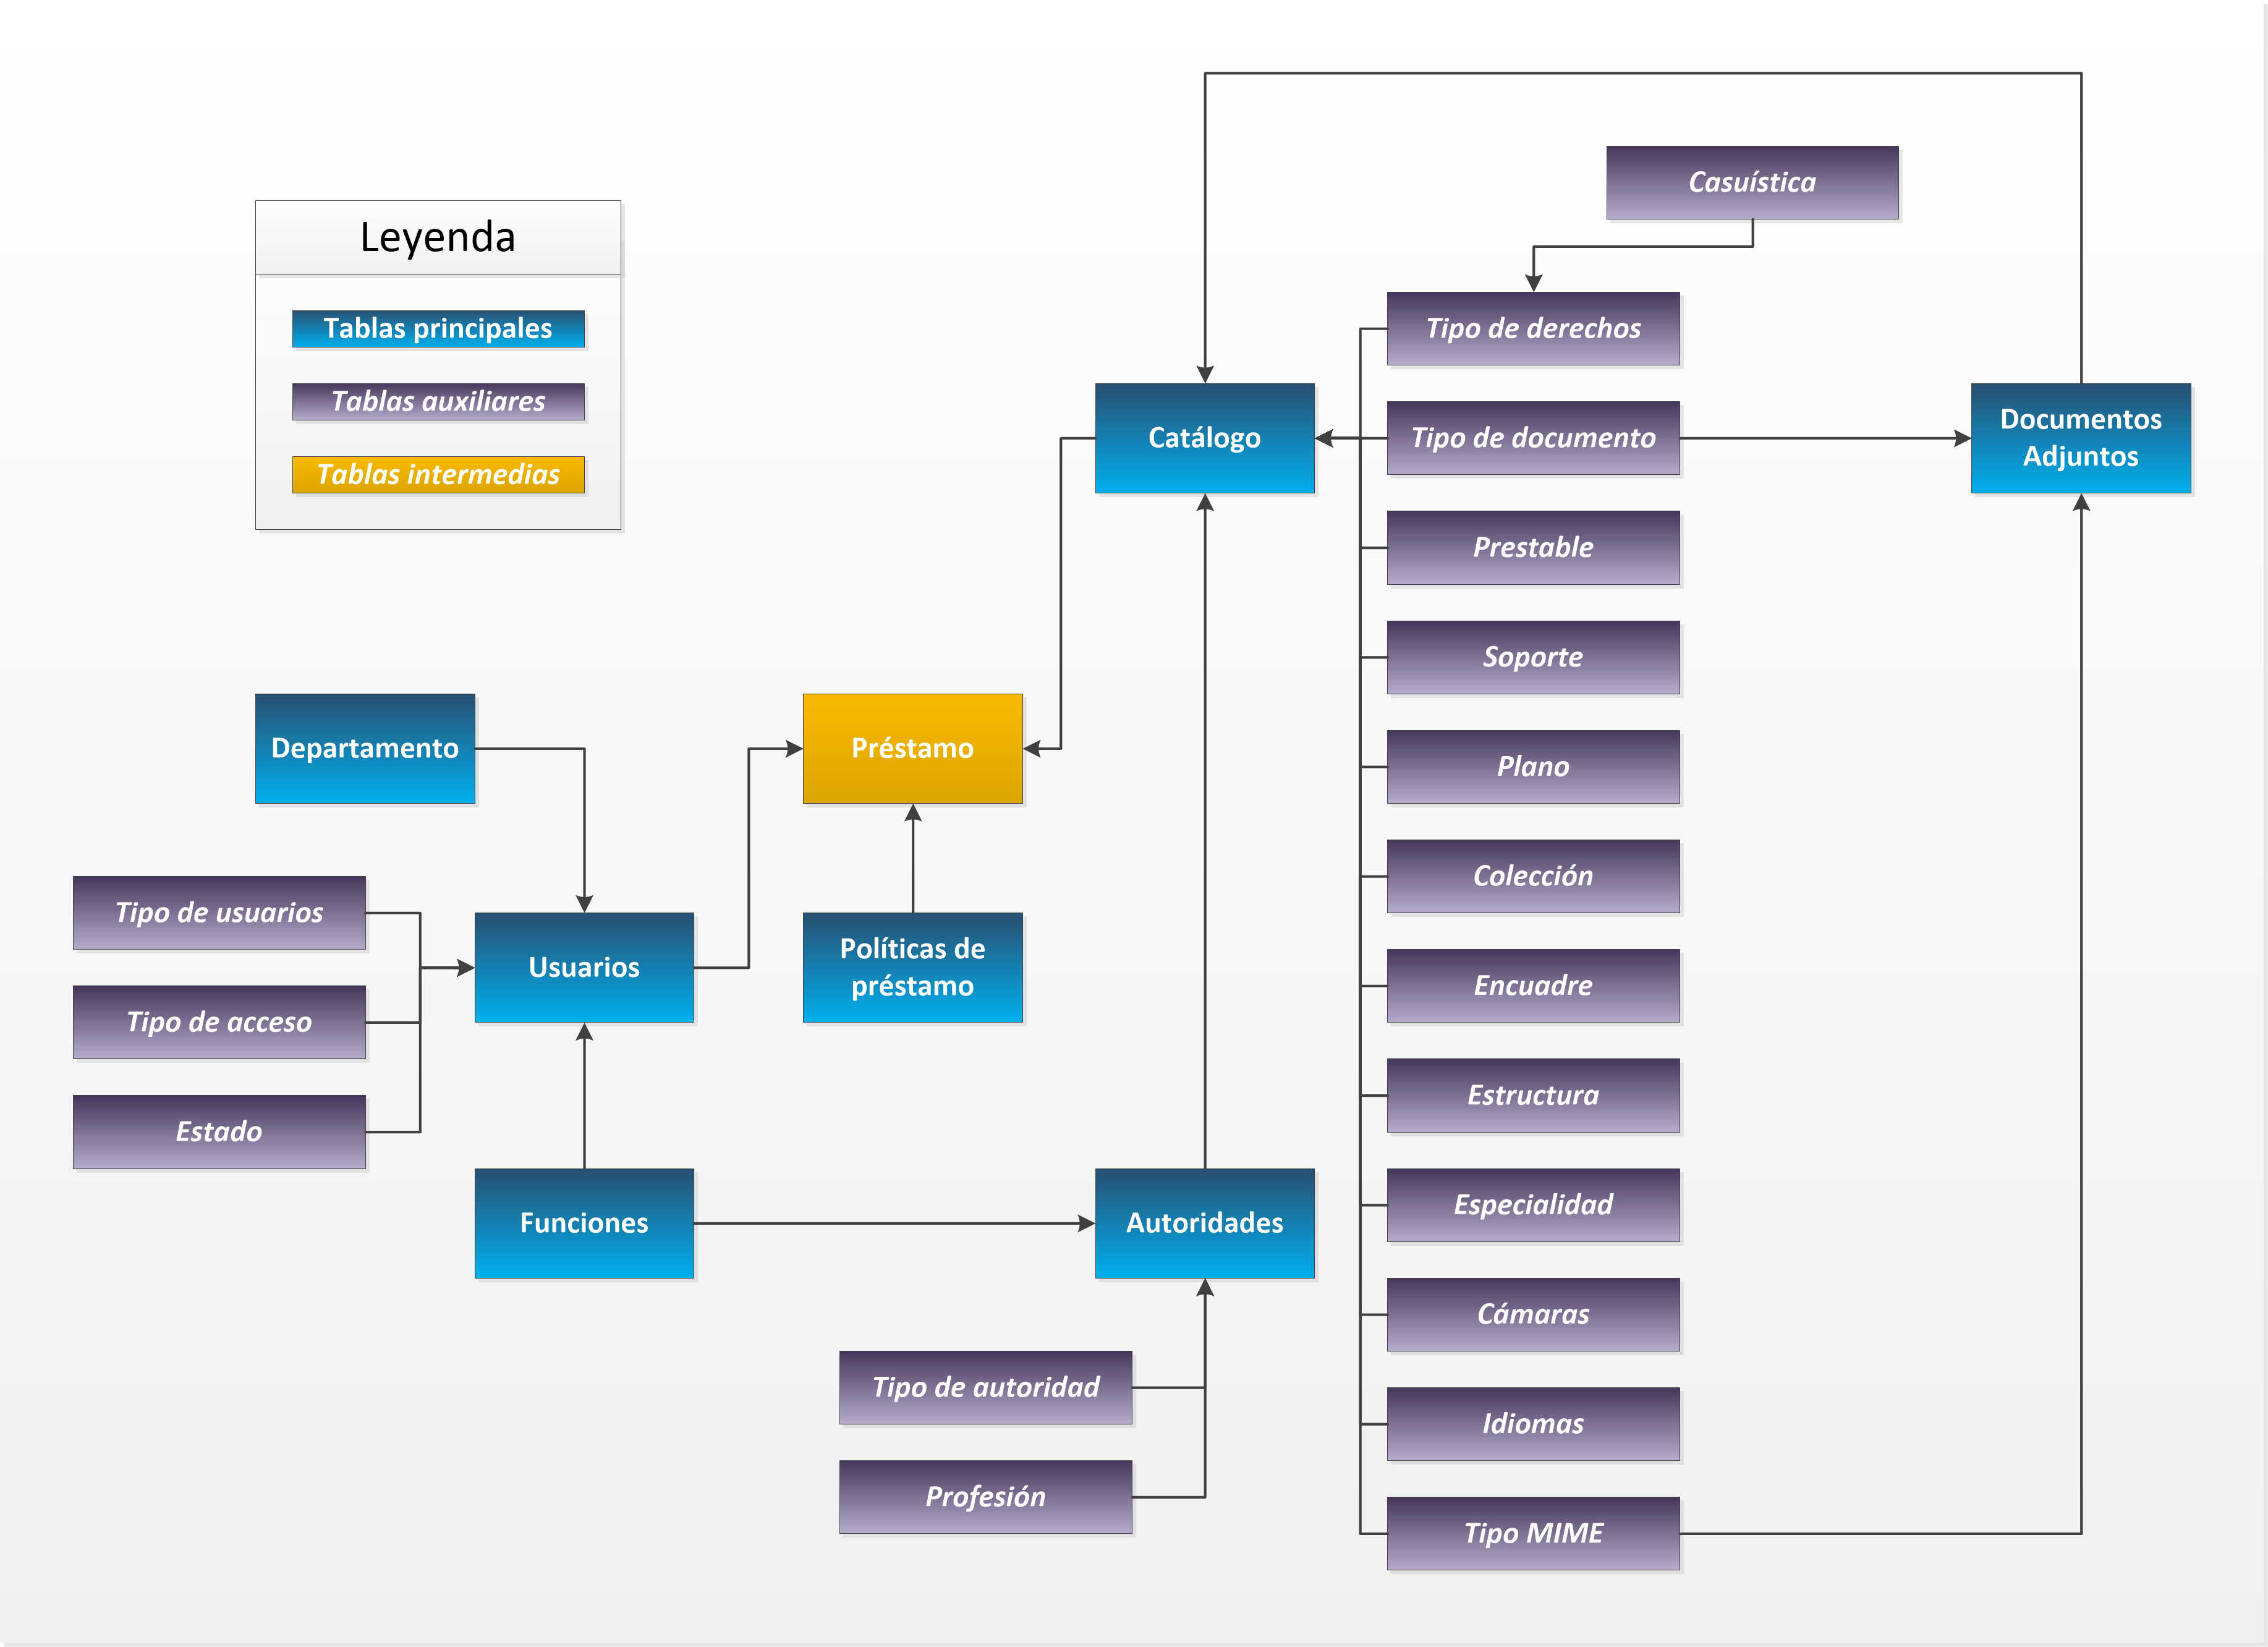 Leyenda
Tablas principales
Tablas auxiliares
Tablas intermedias
Casuística
Tipo de derechos
Catálogo
Tipo de documento
Documentos
Adjuntos
Prestable
Soporte
Departamento
Préstamo
Plano
Colección
Tipo de usuarios
Usuarios
Políticas de
préstamo
Encuadre
Tipo de acceso
Estructura
Estado
Especialidad
Funciones
Autoridades
Cámaras
Tipo de autoridad
Idiomas
Profesión
Tipo MIME